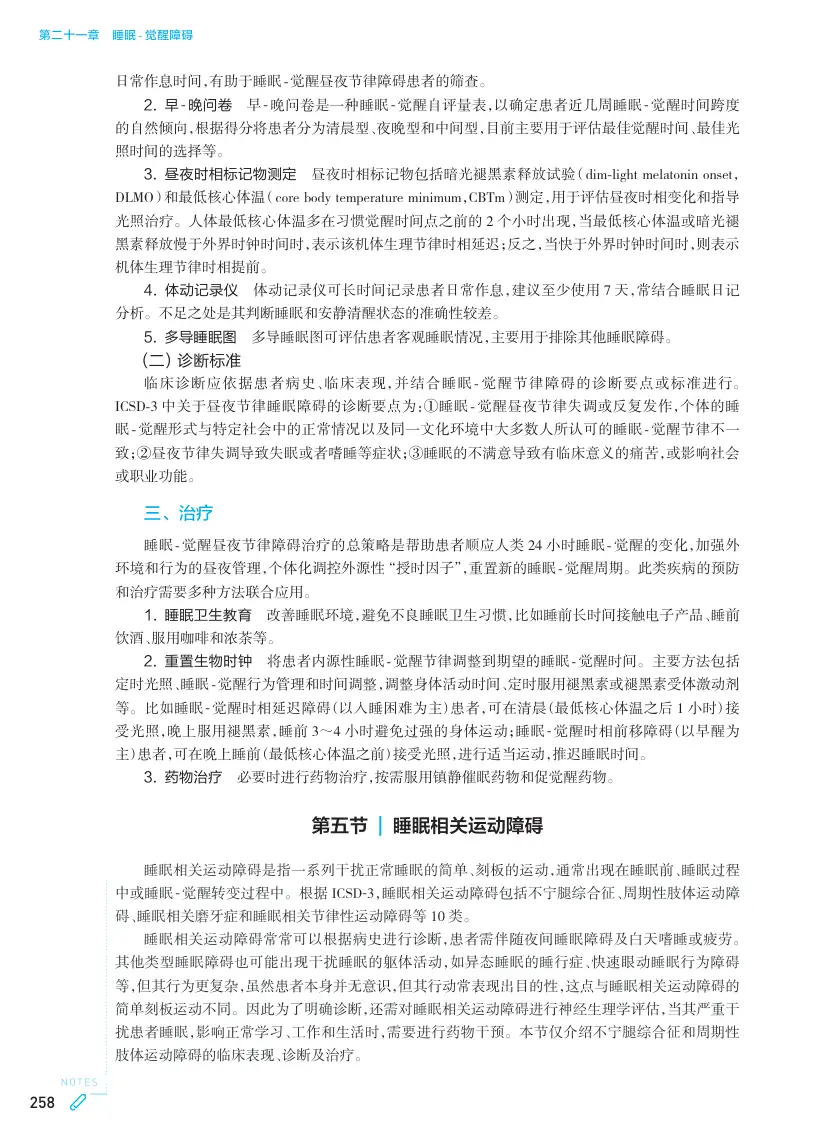 第二十一章　睡眠-觉醒障碍
日常作息时间,有助于睡眠-觉醒昼夜节律障碍患者的筛查。
2. 早-晚问卷　早-晚问卷是一种睡眠-觉醒自评量表,以确定患者近几周睡眠-觉醒时间跨度
的自然倾向,根据得分将患者分为清晨型、夜晚型和中间型,目前主要用于评估最佳觉醒时间、最佳光
照时间的选择等。
3. 昼夜时相标记物测定　昼夜时相标记物包括暗光褪黑素释放试验(dim-light melatonin onset,
DLMO)和最低核心体温(core body temperature minimum,CBTm)测定,用于评估昼夜时相变化和指导
光照治疗。人体最低核心体温多在习惯觉醒时间点之前的 2 个小时出现,当最低核心体温或暗光褪
黑素释放慢于外界时钟时间时,表示该机体生理节律时相延迟;反之,当快于外界时钟时间时,则表示
机体生理节律时相提前。
4. 体动记录仪　体动记录仪可长时间记录患者日常作息,建议至少使用 7 天,常结合睡眠日记
分析。不足之处是其判断睡眠和安静清醒状态的准确性较差。
5. 多导睡眠图　多导睡眠图可评估患者客观睡眠情况,主要用于排除其他睡眠障碍。
(二) 诊断标准
临床诊断应依据患者病史、临床表现,并结合睡眠-觉醒节律障碍的诊断要点或标准进行。
ICSD-3 中关于昼夜节律睡眠障碍的诊断要点为:①睡眠-觉醒昼夜节律失调或反复发作,个体的睡
眠-觉醒形式与特定社会中的正常情况以及同一文化环境中大多数人所认可的睡眠-觉醒节律不一
致;②昼夜节律失调导致失眠或者嗜睡等症状;③睡眠的不满意导致有临床意义的痛苦,或影响社会
或职业功能。
三、治疗
睡眠-觉醒昼夜节律障碍治疗的总策略是帮助患者顺应人类 24 小时睡眠-觉醒的变化,加强外
环境和行为的昼夜管理,个体化调控外源性“授时因子”,重置新的睡眠-觉醒周期。此类疾病的预防
和治疗需要多种方法联合应用。
1. 睡眠卫生教育　改善睡眠环境,避免不良睡眠卫生习惯,比如睡前长时间接触电子产品、睡前
饮酒、服用咖啡和浓茶等。
2. 重置生物时钟　将患者内源性睡眠-觉醒节律调整到期望的睡眠-觉醒时间。主要方法包括
定时光照、睡眠-觉醒行为管理和时间调整,调整身体活动时间、定时服用褪黑素或褪黑素受体激动剂
等。比如睡眠-觉醒时相延迟障碍(以入睡困难为主)患者,可在清晨(最低核心体温之后 1 小时)接
受光照,晚上服用褪黑素,睡前 3～4 小时避免过强的身体运动;睡眠-觉醒时相前移障碍(以早醒为
主)患者,可在晚上睡前(最低核心体温之前)接受光照,进行适当运动,推迟睡眠时间。
3. 药物治疗　必要时进行药物治疗,按需服用镇静催眠药物和促觉醒药物。
第五节 | 睡眠相关运动障碍
睡眠相关运动障碍是指一系列干扰正常睡眠的简单、刻板的运动,通常出现在睡眠前、睡眠过程
中或睡眠-觉醒转变过程中。根据 ICSD-3,睡眠相关运动障碍包括不宁腿综合征、周期性肢体运动障
碍、睡眠相关磨牙症和睡眠相关节律性运动障碍等 10 类。
睡眠相关运动障碍常常可以根据病史进行诊断,患者需伴随夜间睡眠障碍及白天嗜睡或疲劳。
其他类型睡眠障碍也可能出现干扰睡眠的躯体活动,如异态睡眠的睡行症、快速眼动睡眠行为障碍
等,但其行为更复杂,虽然患者本身并无意识,但其行动常表现出目的性,这点与睡眠相关运动障碍的
简单刻板运动不同。因此为了明确诊断,还需对睡眠相关运动障碍进行神经生理学评估,当其严重干
扰患者睡眠,影响正常学习、工作和生活时,需要进行药物干预。本节仅介绍不宁腿综合征和周期性
肢体运动障碍的临床表现、诊断及治疗。
NOTES
258